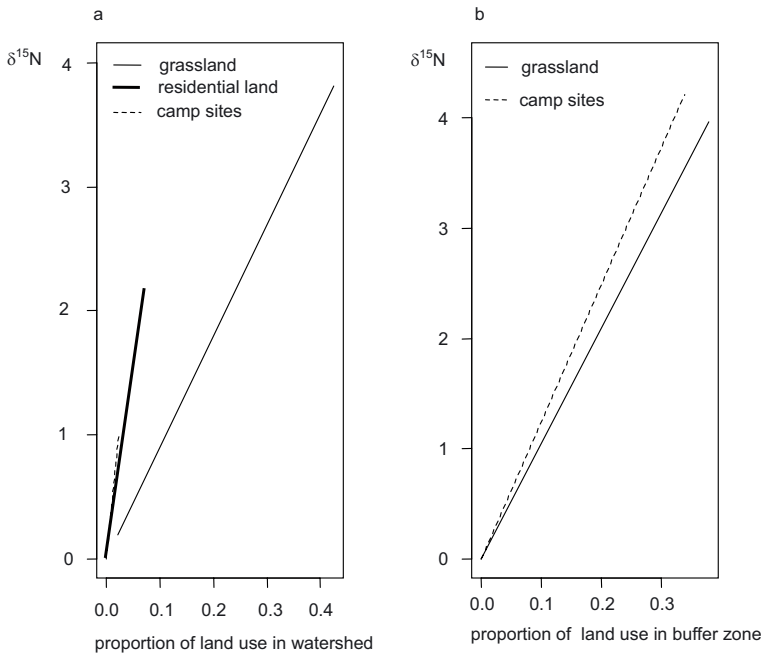 a
δ15N
4
3
2
1
0
grassland
residential land
camp sites
0.0 0.1 0.2 0.3 0.4
proportion of land use in watershed
b
δ15N
4
3
2
1
0
grassland
camp sites
0.0 0.1 0.2 0.3
proportion of land use in buffer zone